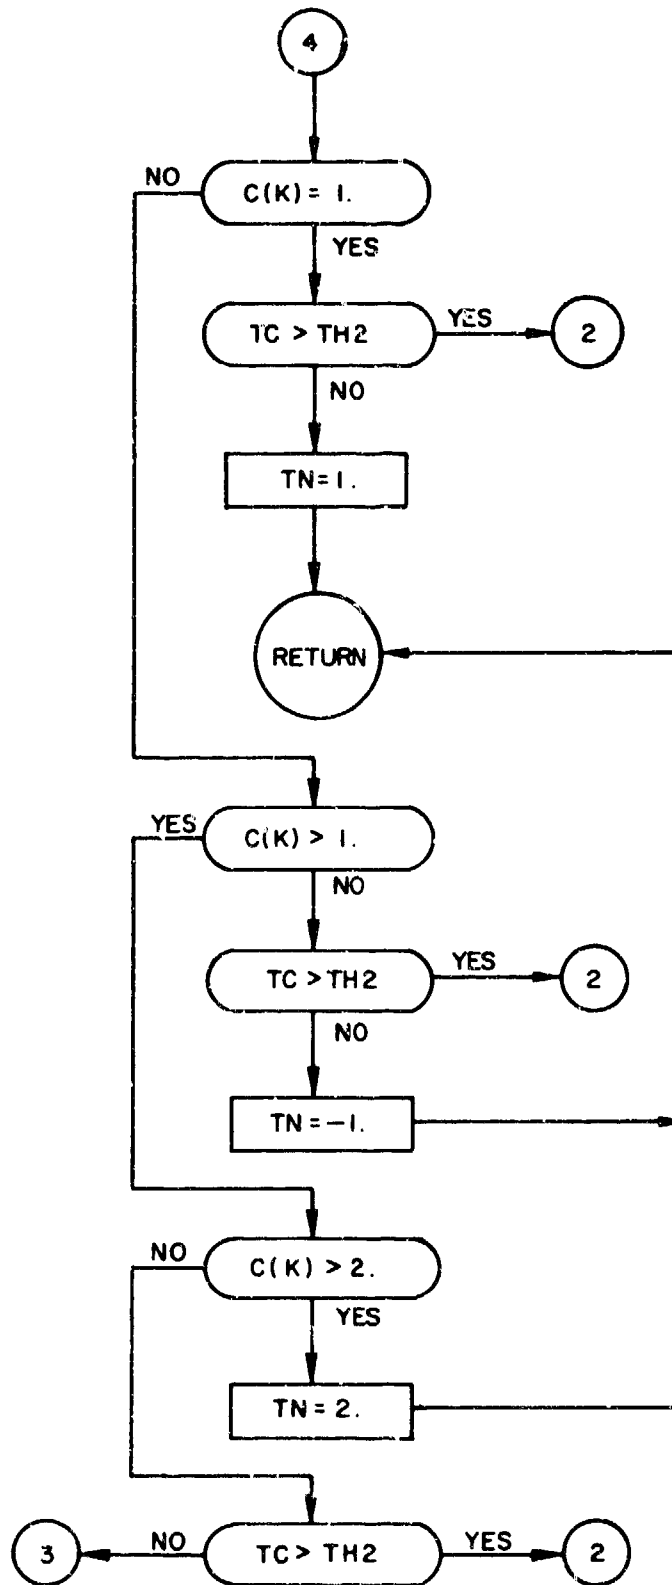 4
NO
C(K) = 1.
YES
TC > TH2
YES
2
NO
TN=1.
RETURN
YES
C(K) > 1.
NO
TC > TH2
YES
2
NO
TN = -1.
NO
C(K) > 2.
YES
TN = 2.
3
NO
TC > TH2
YES
2